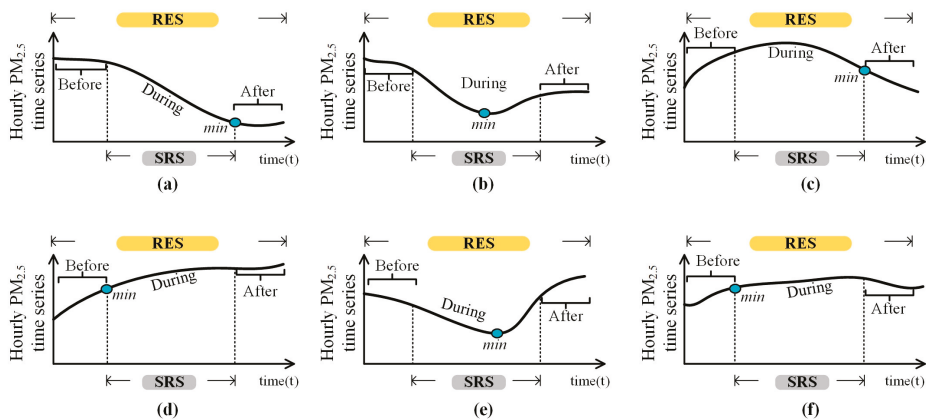 RES
Hourly PM2.5
time series
Before
During
After
min
SRS
time(t)
(a)
RES
Hourly PM2.5
time series
Before
During
After
min
SRS
time(t)
(b)
RES
Hourly PM2.5
time series
Before
During
After
min
SRS
time(t)
(c)
RES
Hourly PM2.5
time series
Before
min
During
After
SRS
time(t)
(d)
RES
Hourly PM2.5
time series
Before
During
After
min
SRS
time(t)
(e)
RES
Hourly PM2.5
time series
Before
min
During
After
SRS
time(t)
(f)